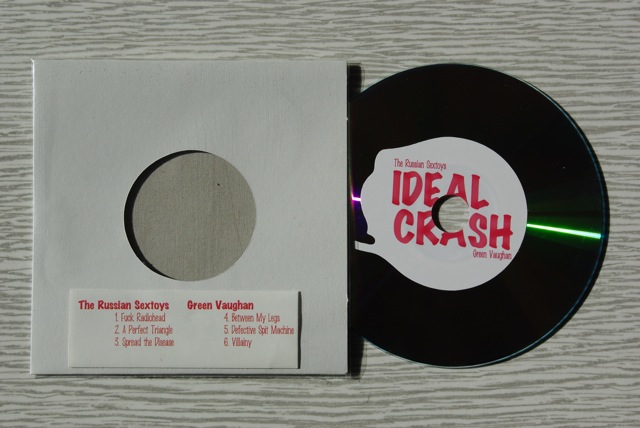 The Russian Sextoys
IDEAL
CRASH
Green Vaughan
The Russian Sextoys
1. Fuck Radiohead
2. A Perfect Triangle
3. Spread the Disease
Green Vaughan
4. Between My Legs
5. Defective Spit Machine
6. Villainy